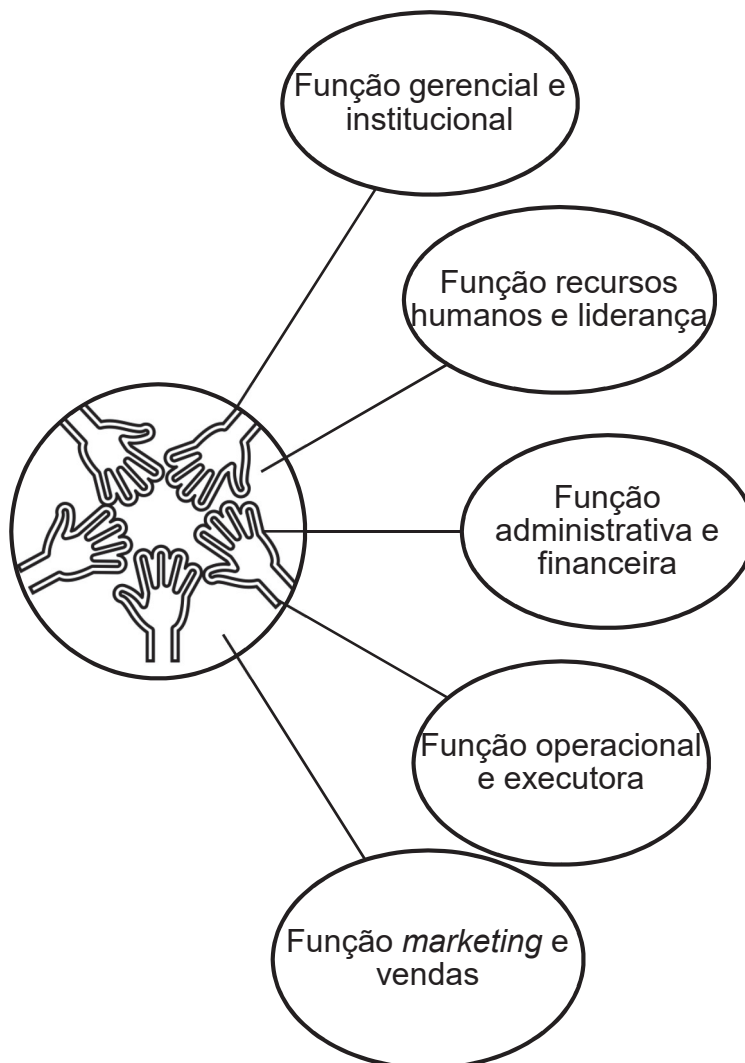 Função gerencial e
institucional
Função recursos
humanos e liderança
Função
administrativa e
financeira
Função operacional
e executora
Função marketing e
vendas